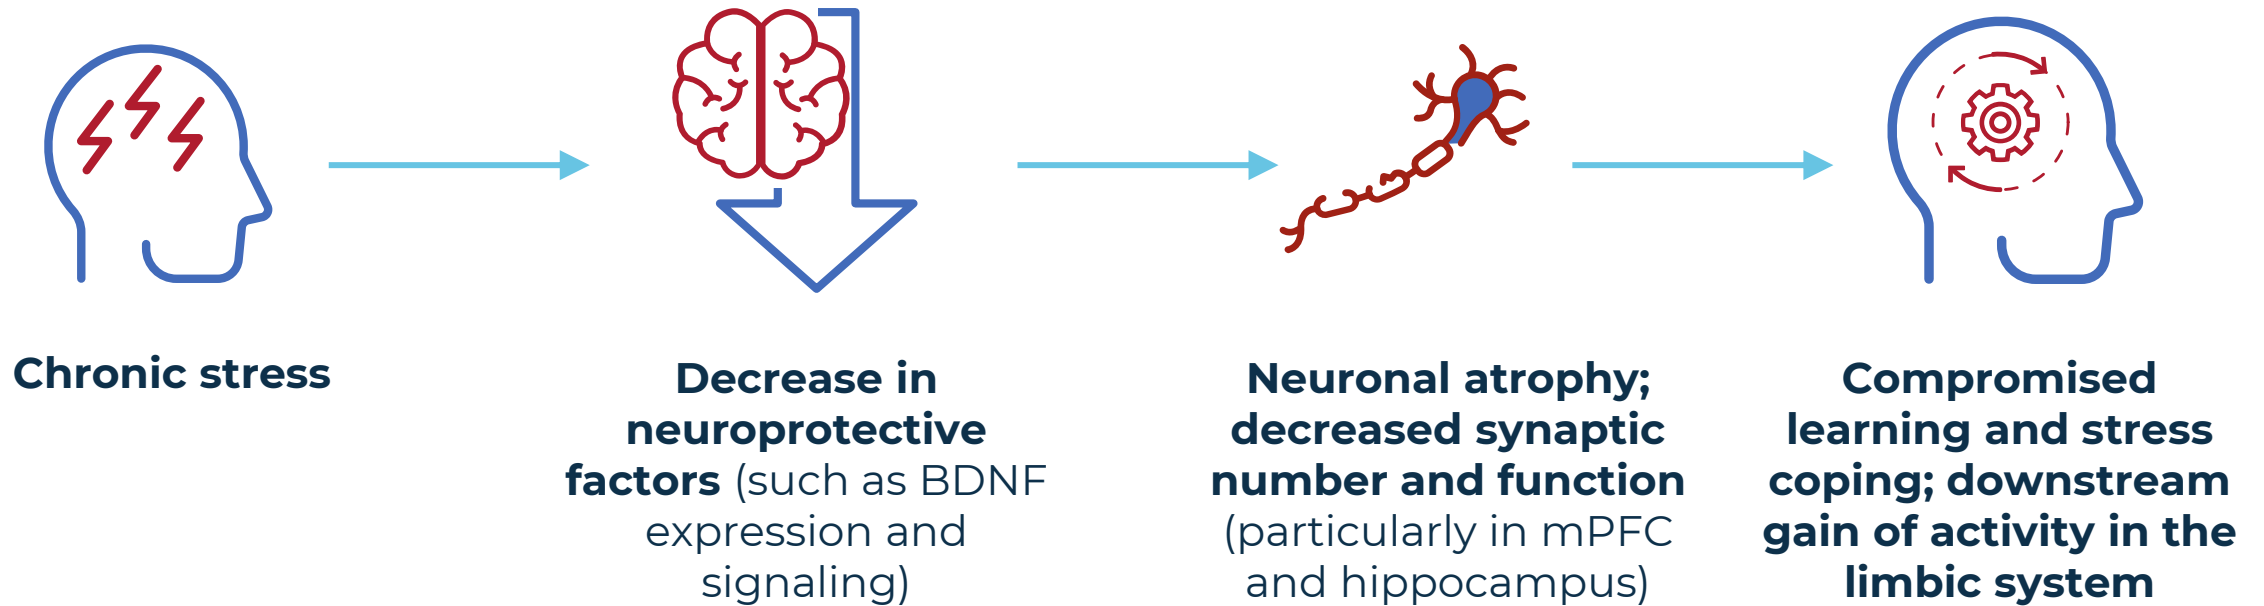 Chronic stress
Decrease in
neuroprotective
factors (such as BDNF
expression and
signaling)
Neuronal atrophy;
decreased synaptic
number and function
(particularly in mPFC
and hippocampus)
Compromised
learning and stress
coping; downstream
gain of activity in the
limbic system